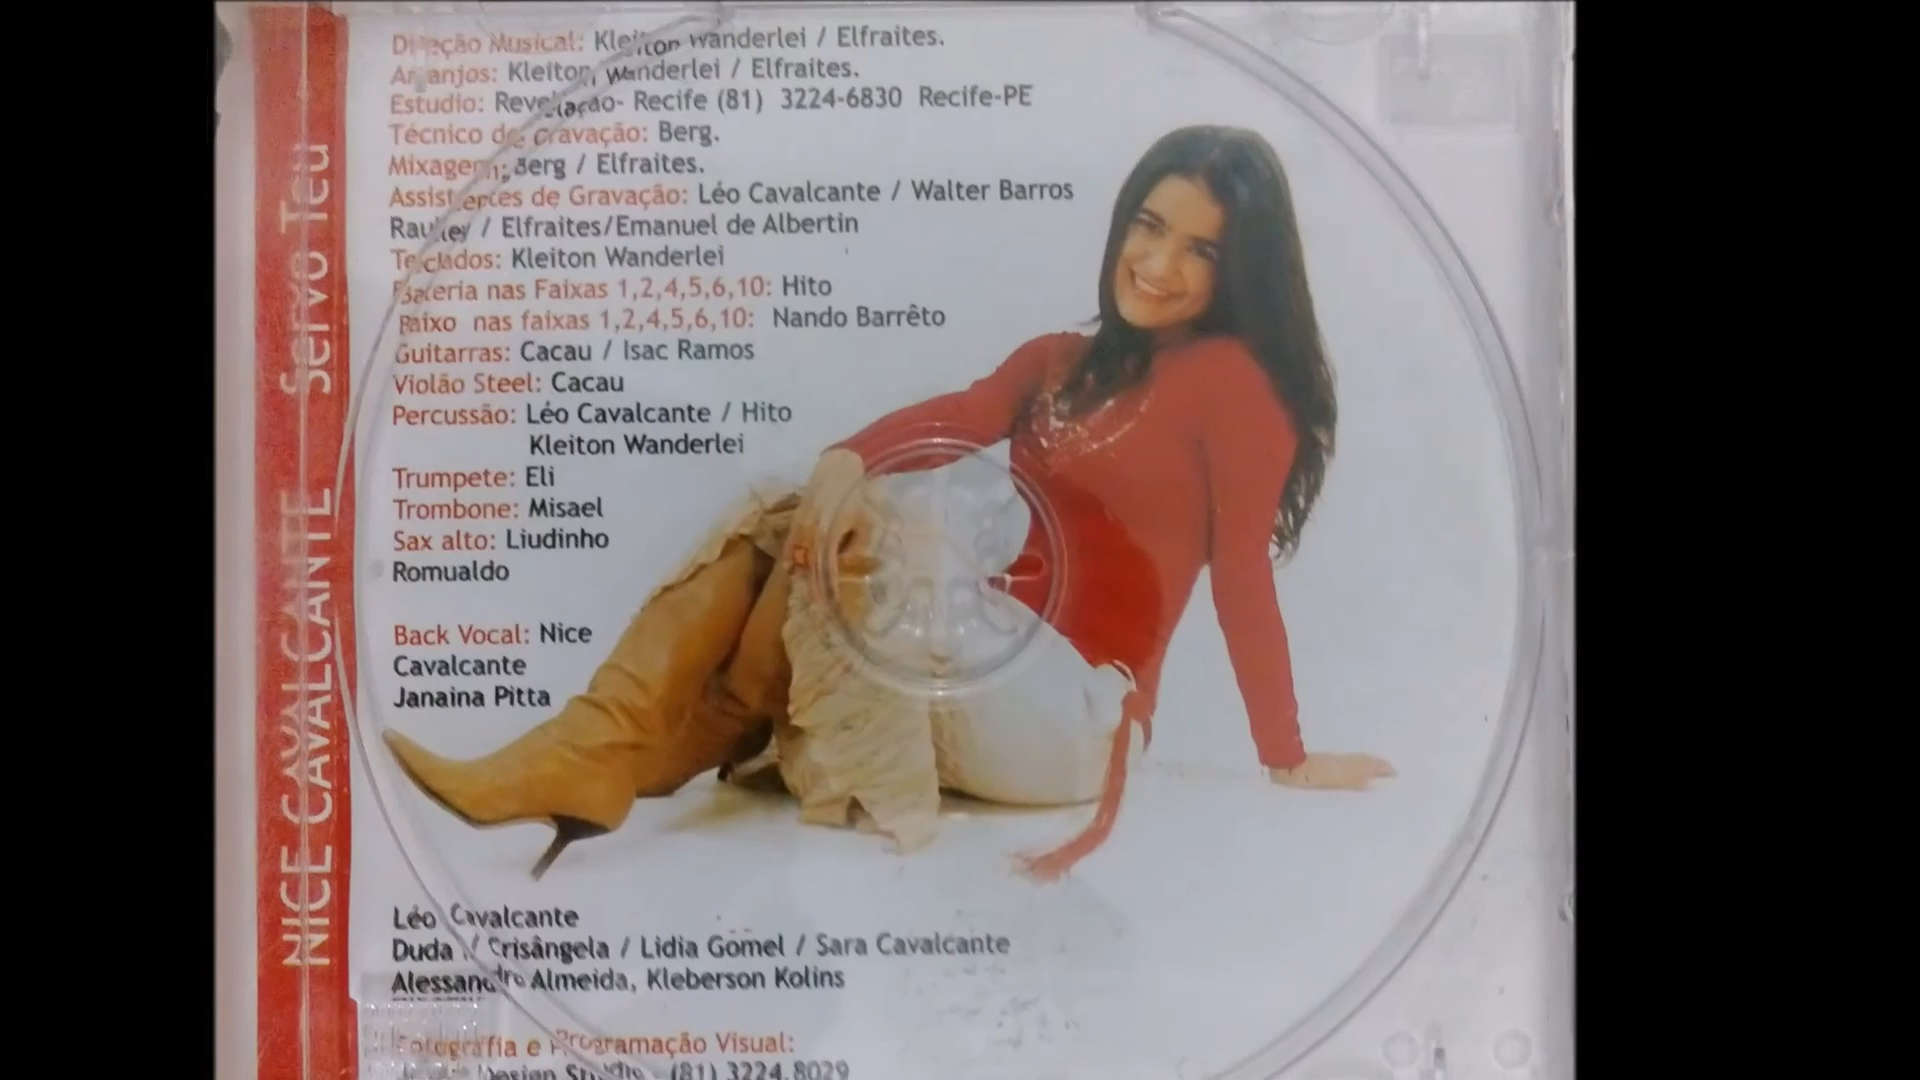 NICE CAVALCANTE Servo Teu
Direção Musical: Kleiton Wanderlei / Elfraites.
Arranjos: Kleiton Wanderlei / Elfraites.
Estudio: Revelação- Recife (81) 3224-6830 Recife-PE
Técnico de Gravação: Berg.
Mixagem: Berg / Elfraites.
Assistentes de Gravação: Léo Cavalcante / Walter Barros
/ Elfraites/Emanuel de Albertin
Teclados: Kleiton Wanderlei
Bateria nas Faixas 1,2,4,5,6,10: Hito
Baixo nas faixas 1,2,4,5,6,10: Nando Barrêto
Guitarras: Cacau / Isac Ramos
Violão Steel: Cacau
Percussão: Léo Cavalcante / Hito
Kleiton Wanderlei
Trumpete: Eli
Trombone: Misael
Sax alto: Liudinho
Romualdo
Back Vocal: Nice
Cavalcante
Janaina Pitta
Léo Cavalcante
Duda / Crisângela / Lidia Gomel / Sara Cavalcante
Alessandro Almeida, Kleberson Kolins
Fotografia e Programação Visual:
Design Studio - (81) 3224.8029